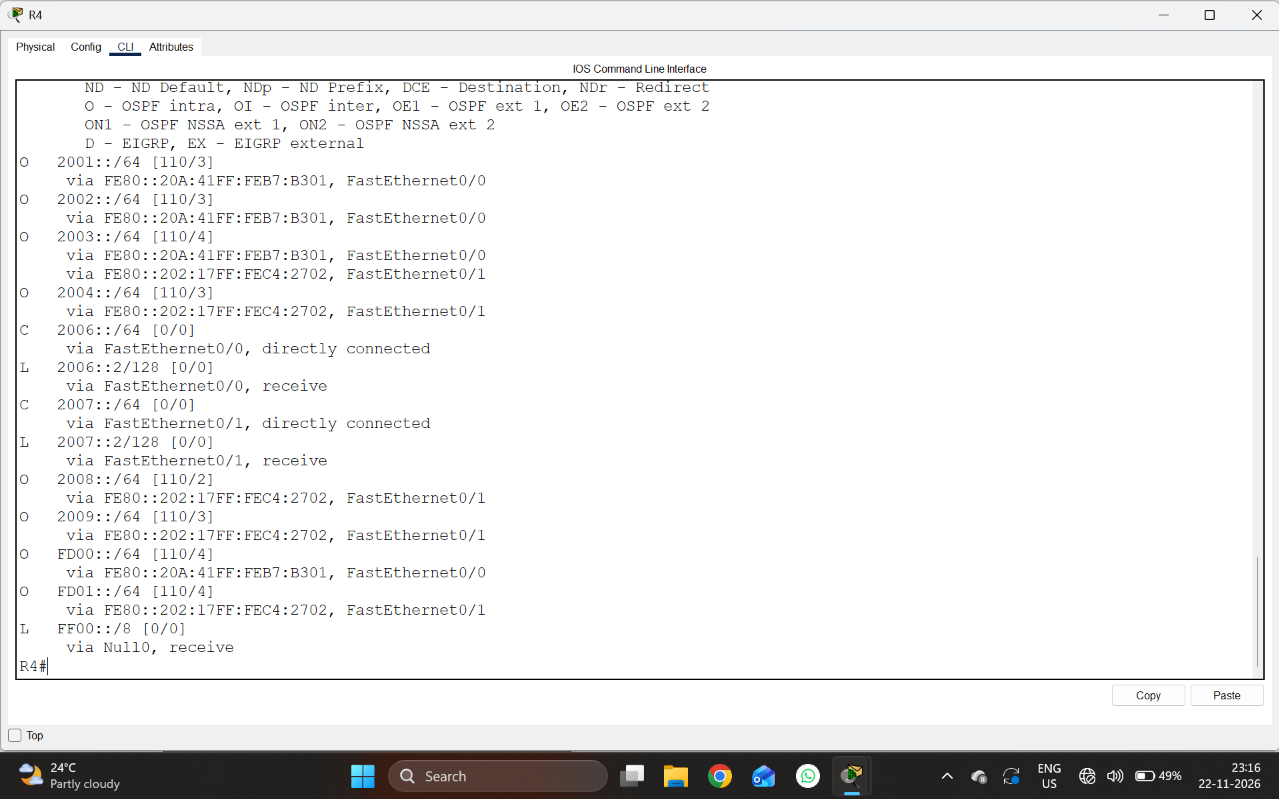 R4
Physical Config CLI Attributes
IOS Command Line Interface
ND - ND Default, NDp - ND Prefix, DCE - Destination, NDr - Redirect
O - OSPF intra, OI - OSPF inter, OE1 - OSPF ext 1, OE2 - OSPF ext 2
ON1 - OSPF NSSA ext 1, ON2 - OSPF NSSA ext 2
D - EIGRP, EX - EIGRP external
O 2001::/64 [110/3]
via FE80::20A:41FF:FEB7:B301, FastEthernet0/0
O 2002::/64 [110/3]
via FE80::20A:41FF:FEB7:B301, FastEthernet0/0
O 2003::/64 [110/4]
via FE80::20A:41FF:FEB7:B301, FastEthernet0/0
via FE80::202:17FF:FEC4:2702, FastEthernet0/1
O 2004::/64 [110/3]
via FE80::202:17FF:FEC4:2702, FastEthernet0/1
C 2006::/64 [0/0]
via FastEthernet0/0, directly connected
L 2006::2/128 [0/0]
via FastEthernet0/0, receive
C 2007::/64 [0/0]
via FastEthernet0/1, directly connected
L 2007::2/128 [0/0]
via FastEthernet0/1, receive
O 2008::/64 [110/2]
via FE80::202:17FF:FEC4:2702, FastEthernet0/1
O 2009::/64 [110/3]
via FE80::202:17FF:FEC4:2702, FastEthernet0/1
O FD00::/64 [110/4]
via FE80::20A:41FF:FEB7:B301, FastEthernet0/0
O FD01::/64 [110/4]
via FE80::202:17FF:FEC4:2702, FastEthernet0/1
L FF00::/8 [0/0]
via Null0, receive
R4#
Copy Paste
Top
24°C
Partly cloudy
Search
ENG
US
49%
23:16
22-11-2026